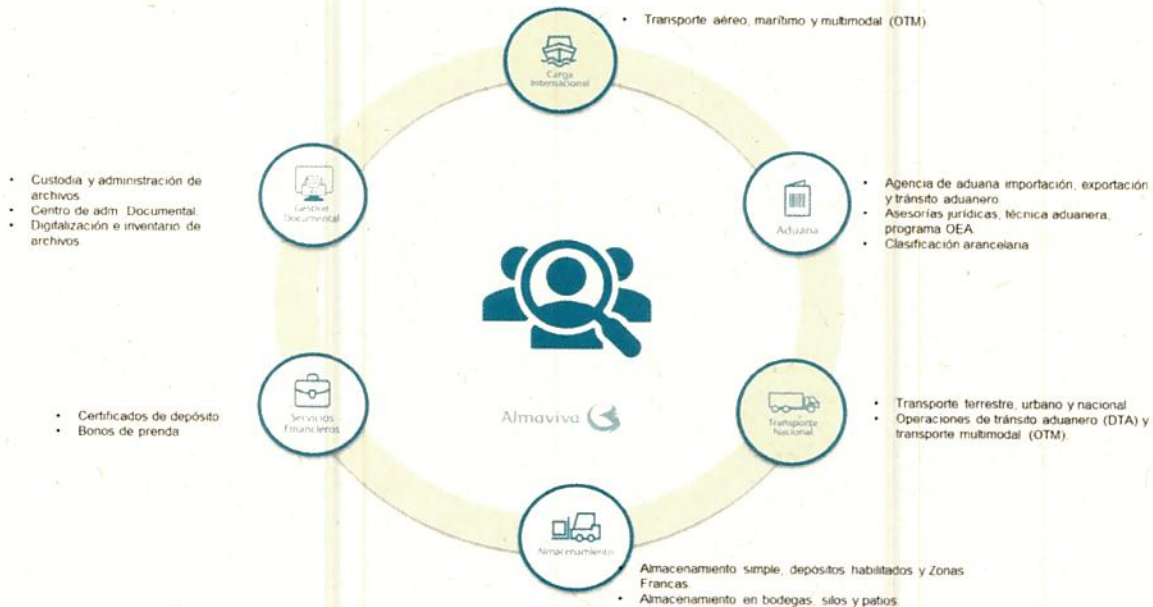 • Transporte aéreo, marítimo y multimodal (OTM)
Carga
Internacional
• Custodia y administración de
archivos
• Centro de adm. Documental.
• Digitalización e inventario de
archivos
Gestión
Documental
Aduana
• Agencia de aduana importación, exportación
y tránsito aduanero.
• Asesorías jurídicas, técnica aduanera,
programa OEA
• Clasificación arancelaria
• Certificados de depósito
• Bonos de prenda
Servicios
Financieros
Almaviva
Transporte
Nacional
• Transporte terrestre, urbano y nacional
• Operaciones de tránsito aduanero (DTA) y
transporte multimodal (OTM).
Almacenamiento
• Almacenamiento simple, depósitos habilitados y Zonas
Francas.
• Almacenamiento en bodegas, silos y patios.